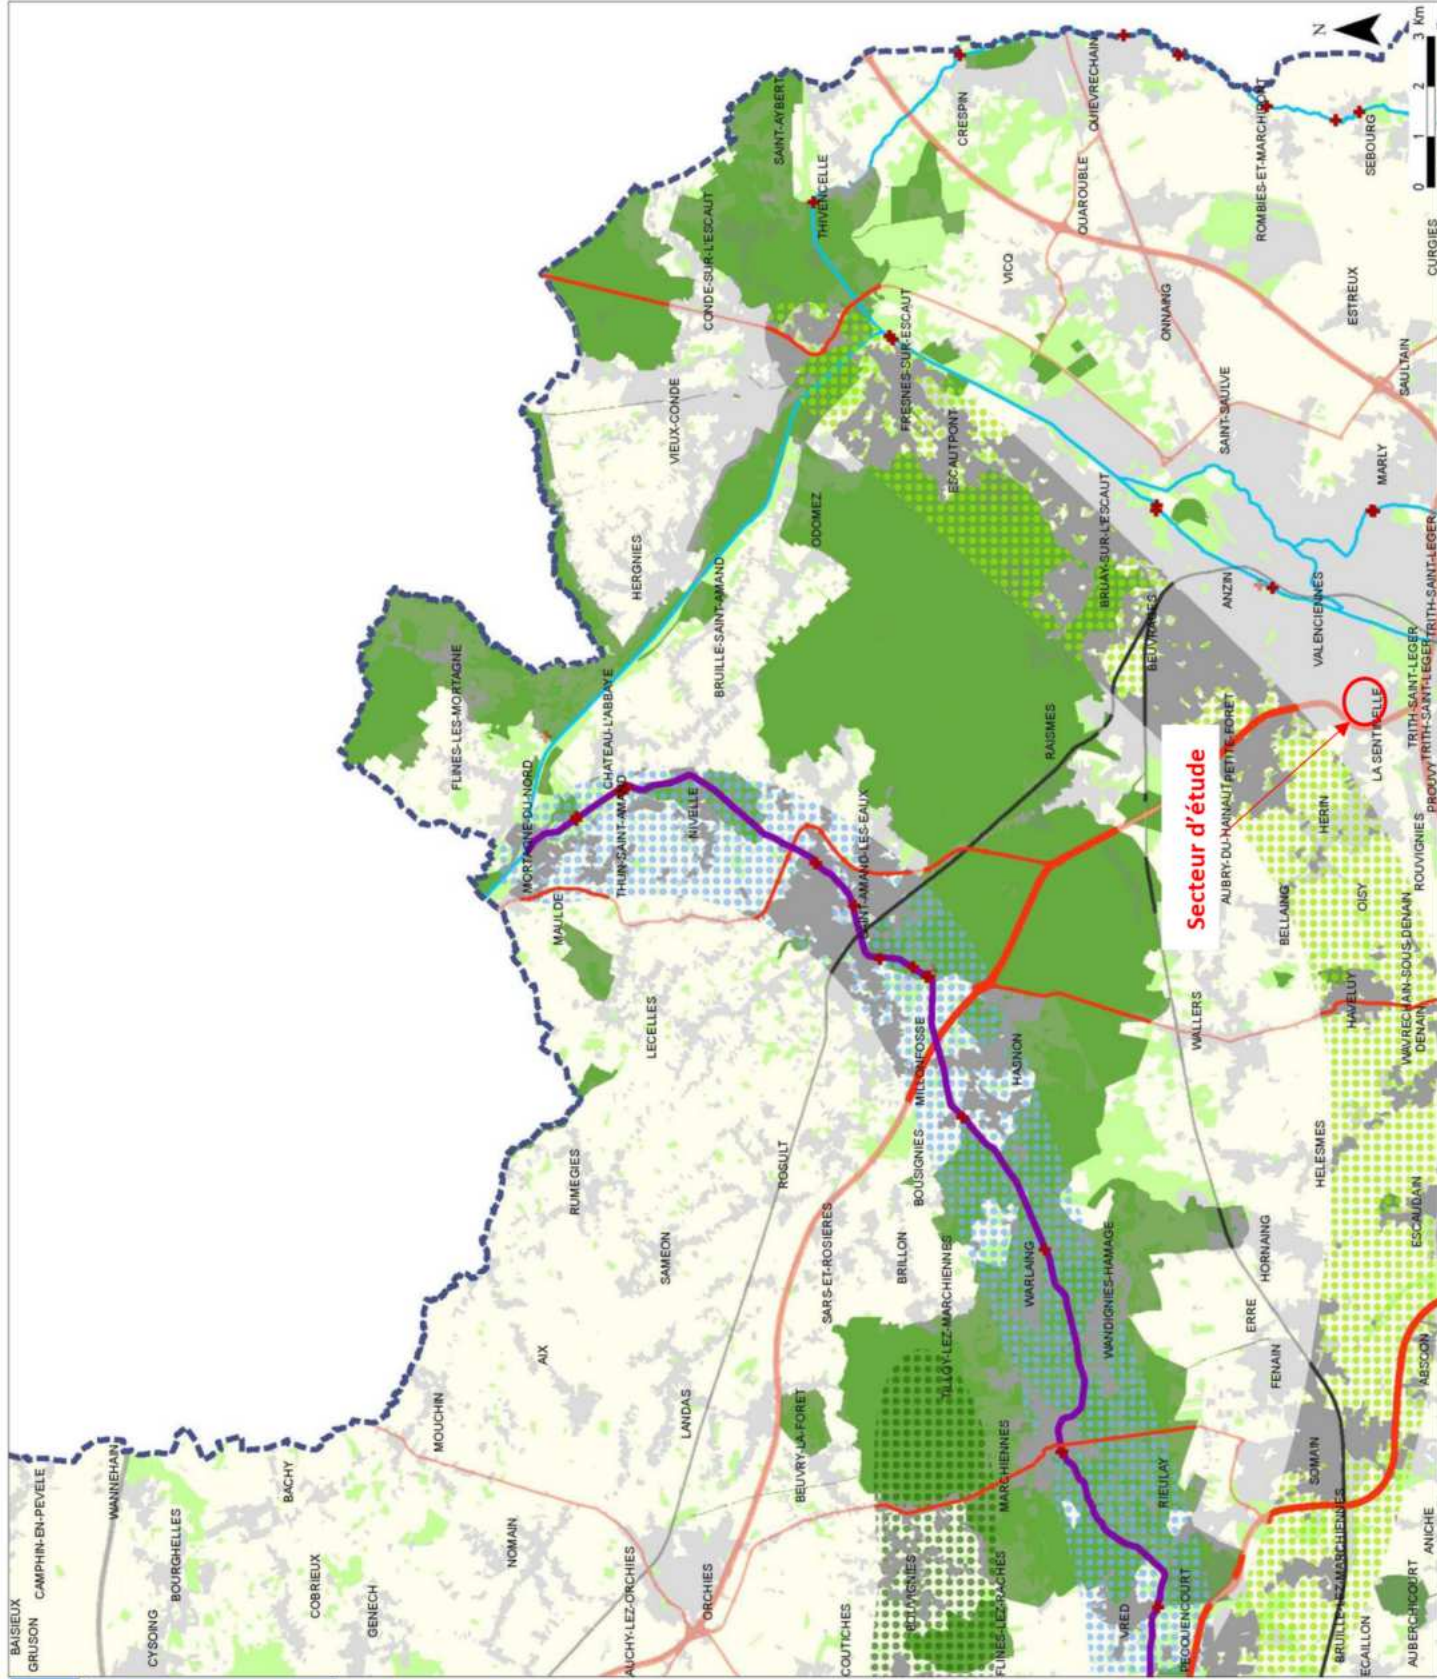 BAISIEUX
GRUSON
CAMPHIN-EN-PEVELE
WANNEHAIN
CYSOING
BOURGHELLES
BACHY
COBRIEUX
GENECH
MOUCHIN
NOMAIN
AIX
FLINES-LES-MORTAGNE
MORTAGNE-DU-NORD
MAULDE
RUMEGIES
CHATEAU-L'ABBAYE
THUN-SAINT-AMAND
HERGNIES
AUCHY-LEZ-ORCHIES
LECELLES
SAMEON
LANDAS
NIVELLE
VIEUX-CONDE
ORCHIES
BRUILLE-SAINT-AMAND
CONDE-SUR-L'ESCAUT
SAINT-AYBERT
ROSULT
BEUVRY-LA-FORET
SARS-ET-ROSIERES
ODOMEZ
THIVENCELLE
COUTICHES
SAINT-AMAND-LES-EAUX
BRILLON
BOUVIGNIES
FRESNES-SUR-ESCAUT
MILLONFOSSE
BOUSIGNIES
TILLOY-LEZ-MARCHIENNES
ESCAUTPONT
CRESPIN
FLINES-LEZ-RACHES
MARCHIENNES
VICQ
HASNON
WARLAING
RAISMES
QUAROUBLE
QUIEVRECHAIN
BRUAY-SUR-L'ESCAUT
WANDIGNIES-HAMAGE
VRED
BEUVRAGES
RIEULAY
ONNAING
PECQUENCOURT
WALLERS
Secteur d'étude
AUBRY-DU-HAINAUT
PETITE-FORET
ANZIN
SAINT-SAULVE
ERRE
HORNAING
ROMBIES-ET-MARCHIPONT
FENAIN
BELLAING
SOMAIN
HELESMES
HERIN
VALENCIENNES
N
BRUILLE-LEZ-MARCHIENNES
HAVELUY
OISY
ESTREUX
ECAILLON
LA SENTINELLE
MARLY
SEBOURG
WAVRECHAIN-SOUS-DENAIN
SAULTAIN
AUBERCHICOURT
ESCAUDAIN
DENAIN
ROUVIGNIES
TRITH-SAINT-LEGER
ABSCON
ANICHE
PROUVY
TRITH-SAINT-LEGER
TRITH-SAINT-LEGER
CURGIES
0 1 2 3 Km